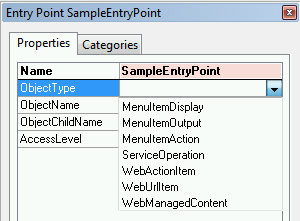 Entry Point SampleEntryPoint
Properties Categories
Name SampleEntryPoint
ObjectType
ObjectName MenuItemDisplay
ObjectChildName MenuItemOutput
AccessLevel MenuItemAction
ServiceOperation
WebActionItem
WebUrlItem
WebManagedContent